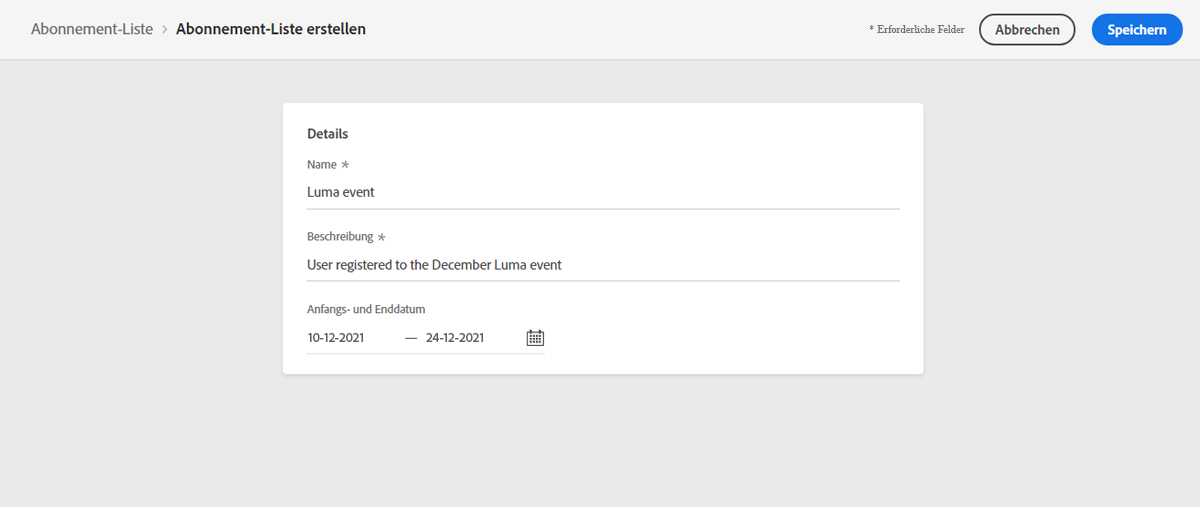 Abonnement-Liste > Abonnement-Liste erstellen
* Erforderliche Felder
Abbrechen
Speichern
Details
Name *
Luma event
Beschreibung *
User registered to the December Luma event
Anfangs- und Enddatum
10-12-2021 — 24-12-2021